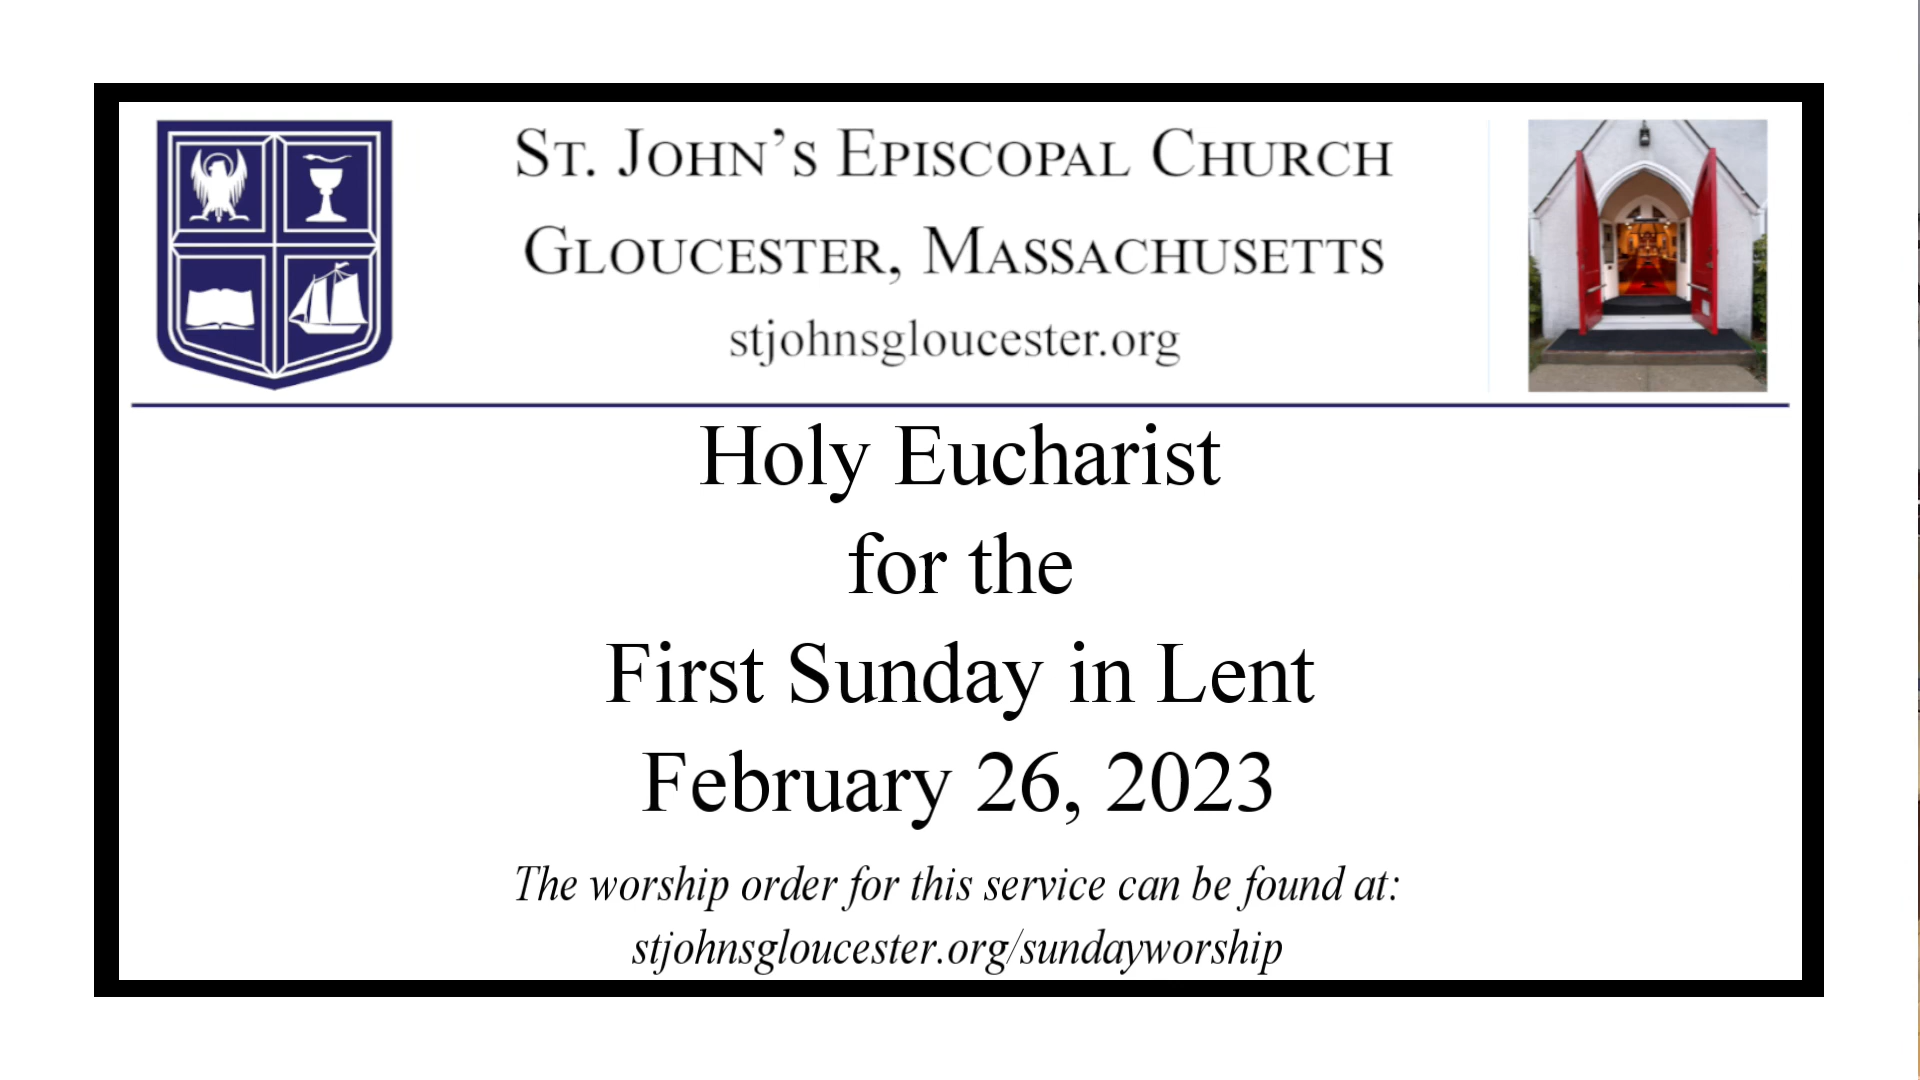 St. John’s Episcopal Church
Gloucester, Massachusetts
stjohnsgloucester.org
Holy Eucharist
for the
First Sunday in Lent
February 26, 2023
The worship order for this service can be found at:
stjohnsgloucester.org/sundayworship